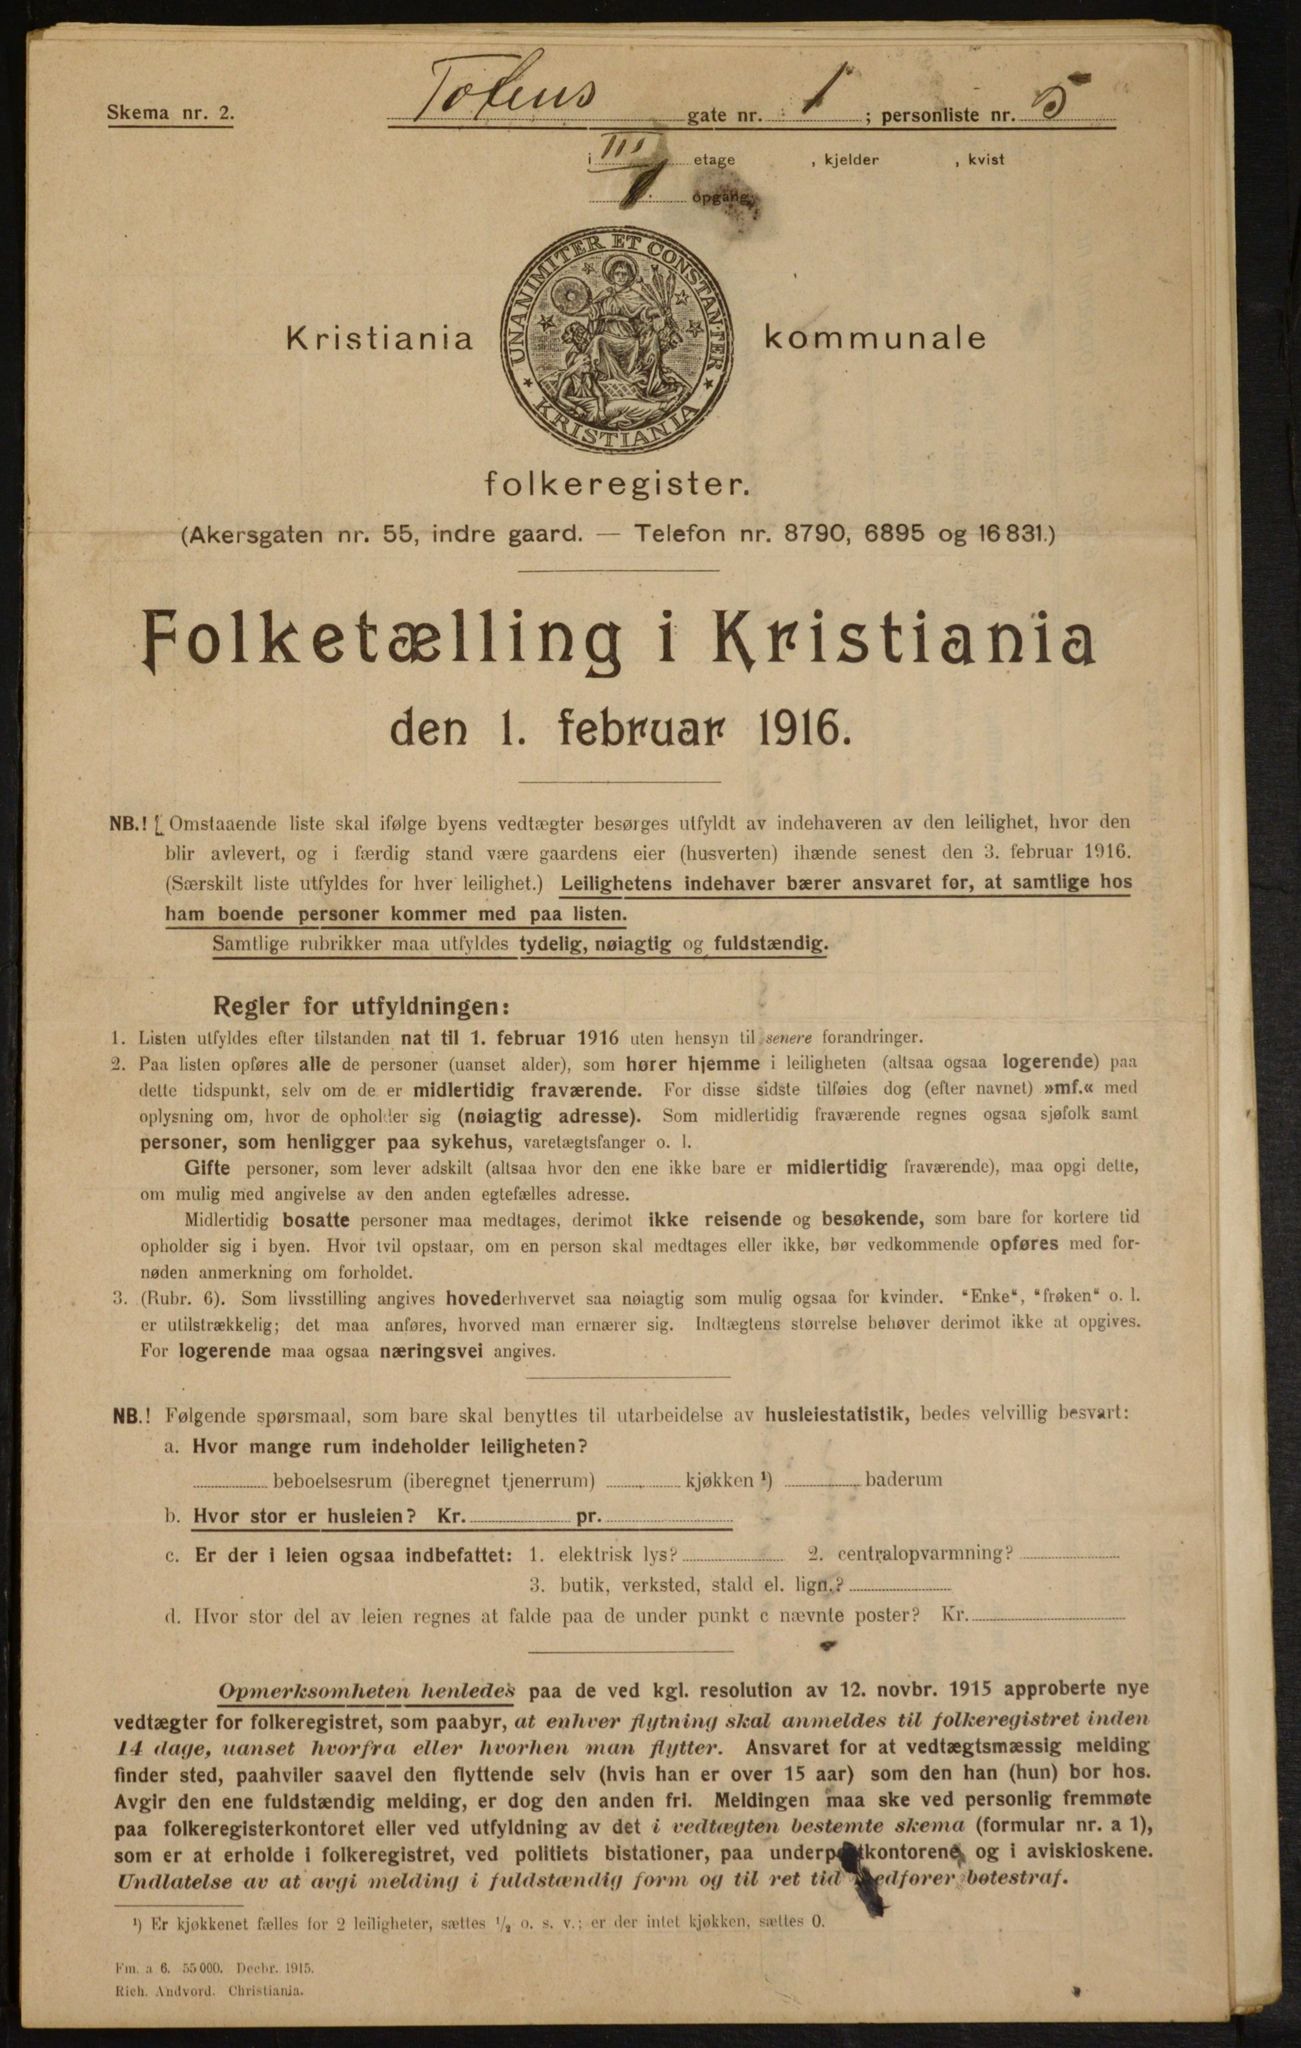 Skema nr. 2.
Tofens gate nr. 1 ; personliste nr. 5
i III etage , kjelder , kvist
opgang.
UNANIMITER ET CONSTANTER
KRISTIANIA
Kristiania kommunale
folkeregister.
(Akersgaten nr. 55, indre gaard. — Telefon nr. 8790, 6895 og 16 831.)
Folketælling i Kristiania
den 1. februar 1916.
NB.! [Omstaaende liste skal ifølge byens vedtægter besørges utfyldt av indehaveren av den leilighet, hvor den
blir avlevert, og i færdig stand være gaardens eier (husverten) ihænde senest den 3. februar 1916.
(Særskilt liste utfyldes for hver leilighet.) Leilighetens indehaver bærer ansvaret for, at samtlige hos
ham boende personer kommer med paa listen.
Samtlige rubrikker maa utfyldes tydelig, nøiagtig og fuldstændig.
Regler for utfyldningen:
1. Listen utfyldes efter tilstanden nat til 1. februar 1916 uten hensyn til senere forandringer.
2. Paa listen opføres alle de personer (uanset alder), som hører hjemme i leiligheten (altsaa ogsaa logerende) paa
dette tidspunkt, selv om de er midlertidig fraværende. For disse sidste tilføies dog (efter navnet) »mf.« med
oplysning om, hvor de opholder sig (nøiagtig adresse). Som midlertidig fraværende regnes ogsaa sjøfolk samt
personer, som henligger paa sykehus, varetægtsfanger o. l.
Gifte personer, som lever adskilt (altsaa hvor den ene ikke bare er midlertidig fraværende), maa opgi dette,
om mulig med angivelse av den anden egtefælles adresse.
Midlertidig bosatte personer maa medtages, derimot ikke reisende og besøkende, som bare for kortere tid
opholder sig i byen. Hvor tvil opstaar, om en person skal medtages eller ikke, bør vedkommende opføres med for-
nøden anmerkning om forholdet.
3. (Rubr. 6). Som livsstilling angives hovederhvervet saa nøiagtig som mulig ogsaa for kvinder. "Enke", "frøken" o. l.
er utilstrækkelig; det maa anføres, hvorved man ernærer sig. Indtægtens størrelse behøver derimot ikke at opgives.
For logerende maa ogsaa næringsvei angives.
NB.! Følgende spørsmaal, som bare skal benyttes til utarbeidelse av husleiestatistik, bedes velvillig besvart:
a. Hvor mange rum indeholder leiligheten?
beboelsesrum (iberegnet tjenerrum) kjøkken ¹) baderum
b. Hvor stor er husleien? Kr. pr.
c. Er der i leien ogsaa indbefattet: 1. elektrisk lys? 2. centralopvarmning?
3. butik, verksted, stald el. lign.?
d. Hvor stor del av leien regnes at falde paa de under punkt c nævnte poster? Kr.
Opmerksomheten henledes paa de ved kgl. resolution av 12. novbr. 1915 approberte nye
vedtægter for folkeregistret, som paabyr, at enhver flytning skal anmeldes til folkeregistret inden
14 dage, uanset hvorfra eller hvorhen man flytter. Ansvaret for at vedtægtsmæssig melding
finder sted, paahviler saavel den flyttende selv (hvis han er over 15 aar) som den han (hun) bor hos.
Avgir den ene fuldstændig melding, er dog den anden fri. Meldingen maa ske ved personlig fremmøte
paa folkeregisterkontoret eller ved utfyldning av det i vedtægten bestemte skema (formular nr. a 1),
som er at erholde i folkeregistret, ved politiets bistationer, paa underpostkontorene, og i aviskioskene.
Undlatelse av at avgi melding i fuldstændig form og til ret tid medfører bøtestraf.
¹) Er kjøkkenet fælles for 2 leiligheter, sættes ½ o. s. v.; er der intet kjøkken, sættes 0.
Fm. a 6. 55 000. Decbr. 1915.
Rich. Andvord. Christiania.